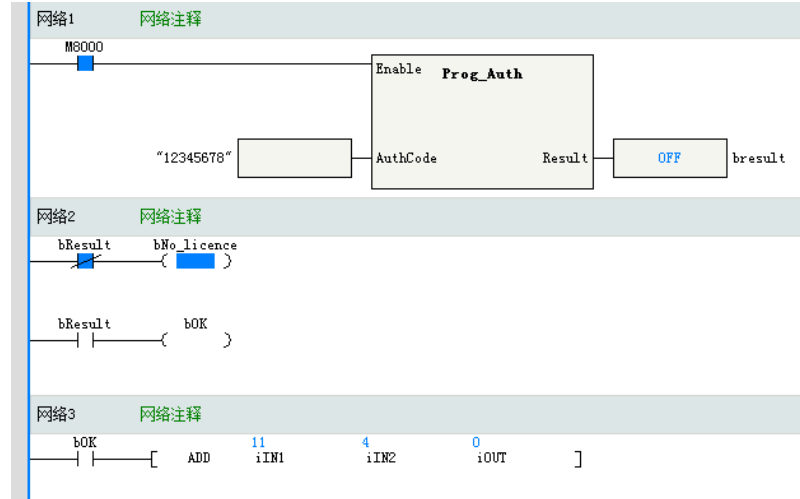 网络1 网络注释
M8000
Enable Prog_Auth
"12345678" AuthCode Result OFF bresult
网络2 网络注释
bResult bNo_licence
bResult bOK
网络3 网络注释
bOK 11 4 0
ADD iIN1 iIN2 iOUT